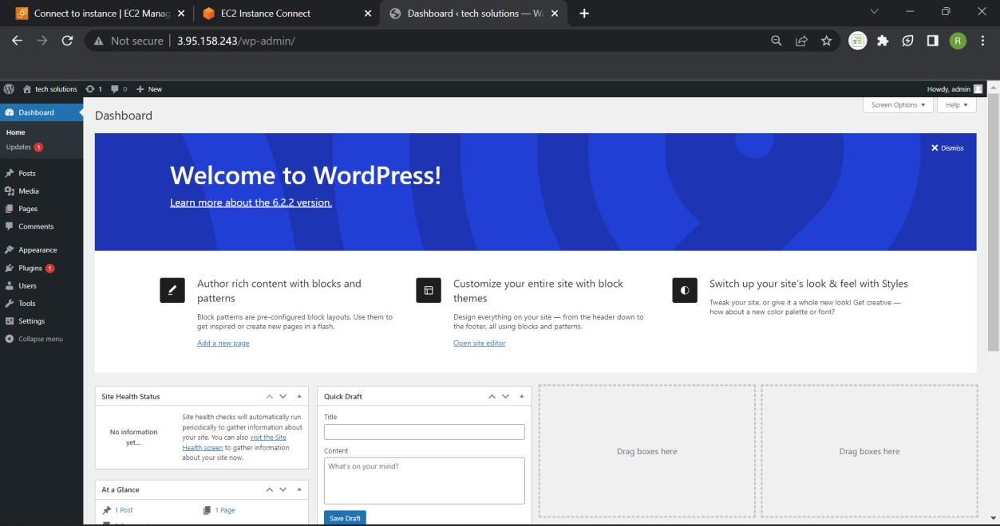 Connect to instance | EC2 Manag
EC2 Instance Connect
Dashboard ‹ tech solutions — Wo
Not secure
3.95.158.243/wp-admin/
R
tech solutions
1
0
New
Howdy, admin
Dashboard
Home
Updates 1
Posts
Media
Pages
Comments
Appearance
Plugins 1
Users
Tools
Settings
Collapse menu
Dashboard
Screen Options
Help
Dismiss
Welcome to WordPress!
Learn more about the 6.2.2 version.
Author rich content with blocks and
patterns
Block patterns are pre-configured block layouts. Use them to
get inspired or create new pages in a flash.
Add a new page
Customize your entire site with block
themes
Design everything on your site — from the header down to
the footer, all using blocks and patterns.
Open site editor
Switch up your site's look & feel with Styles
Tweak your site, or give it a whole new look! Get creative —
how about a new color palette or font?
Site Health Status
No information
yet...
Site health checks will automatically run
periodically to gather information about
your site. You can also visit the Site
Health screen to gather information
about your site now.
At a Glance
1 Post
1 Page
Quick Draft
Title
Content
What's on your mind?
Save Draft
Drag boxes here
Drag boxes here